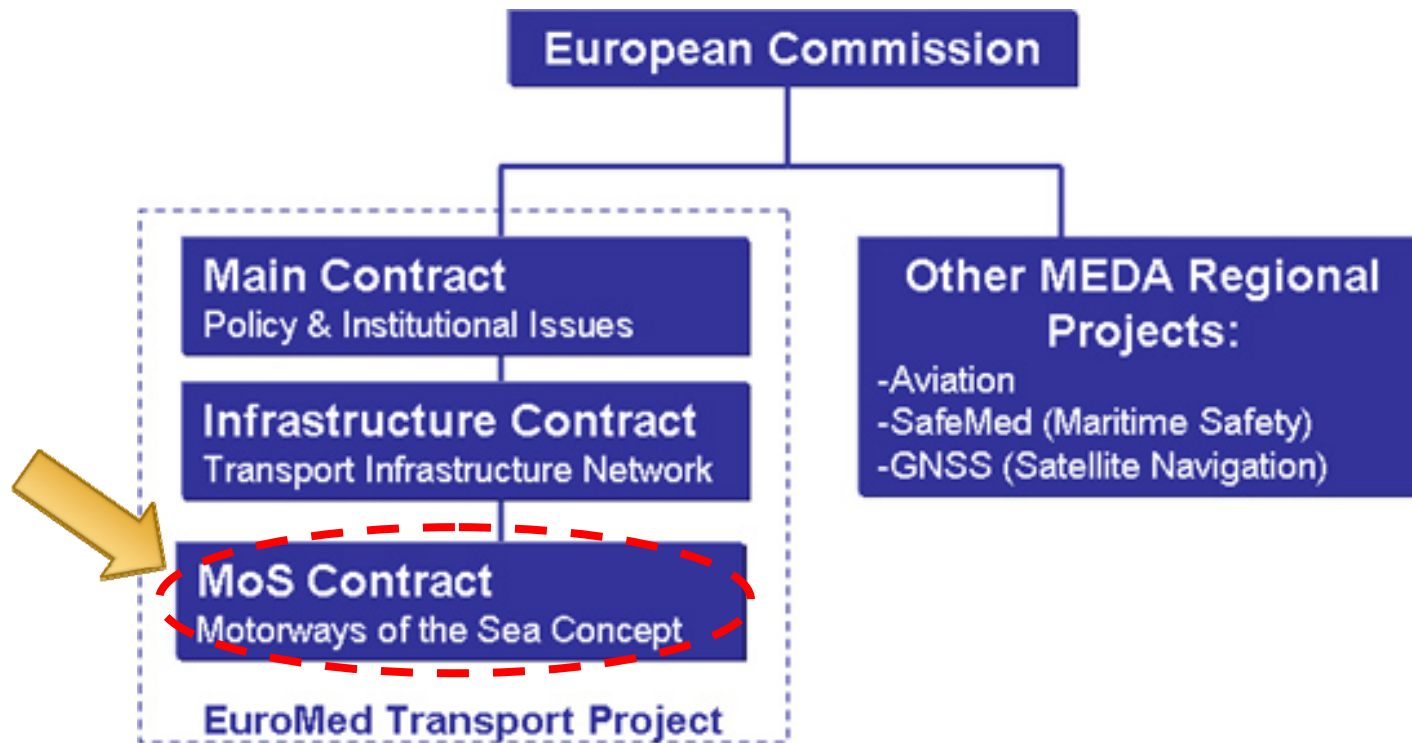 European Commission
Main Contract
Policy & Institutional Issues
Infrastructure Contract
Transport Infrastructure Network
MoS Contract
Motorways of the Sea Concept
EuroMed Transport Project
Other MEDA Regional
Projects:
-Aviation
-SafeMed (Maritime Safety)
-GNSS (Satellite Navigation)